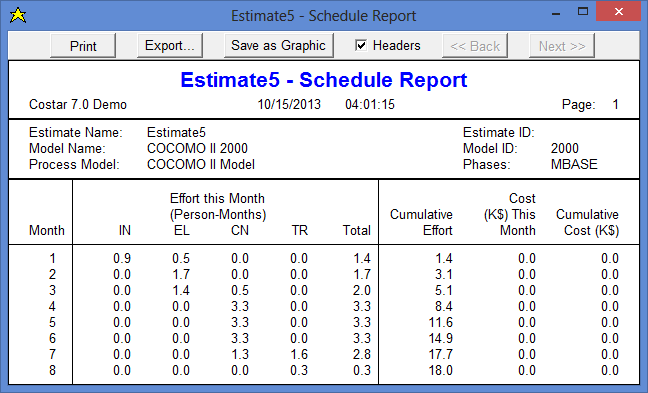 Estimate5 - Schedule Report
Print Export... Save as Graphic Headers << Back Next >>
Estimate5 - Schedule Report
Costar 7.0 Demo 10/15/2013 04:01:15 Page: 1
Estimate Name: Estimate5 Estimate ID:
Model Name: COCOMO II 2000 Model ID: 2000
Process Model: COCOMO II Model Phases: MBASE
Effort this Month Cost
(Person-Months) Cumulative (K$) This Cumulative
Month IN EL CN TR Total Effort Month Cost (K$)
1 0.9 0.5 0.0 0.0 1.4 1.4 0.0 0.0
2 0.0 1.7 0.0 0.0 1.7 3.1 0.0 0.0
3 0.0 1.4 0.5 0.0 2.0 5.1 0.0 0.0
4 0.0 0.0 3.3 0.0 3.3 8.4 0.0 0.0
5 0.0 0.0 3.3 0.0 3.3 11.6 0.0 0.0
6 0.0 0.0 3.3 0.0 3.3 14.9 0.0 0.0
7 0.0 0.0 1.3 1.6 2.8 17.7 0.0 0.0
8 0.0 0.0 0.0 0.3 0.3 18.0 0.0 0.0